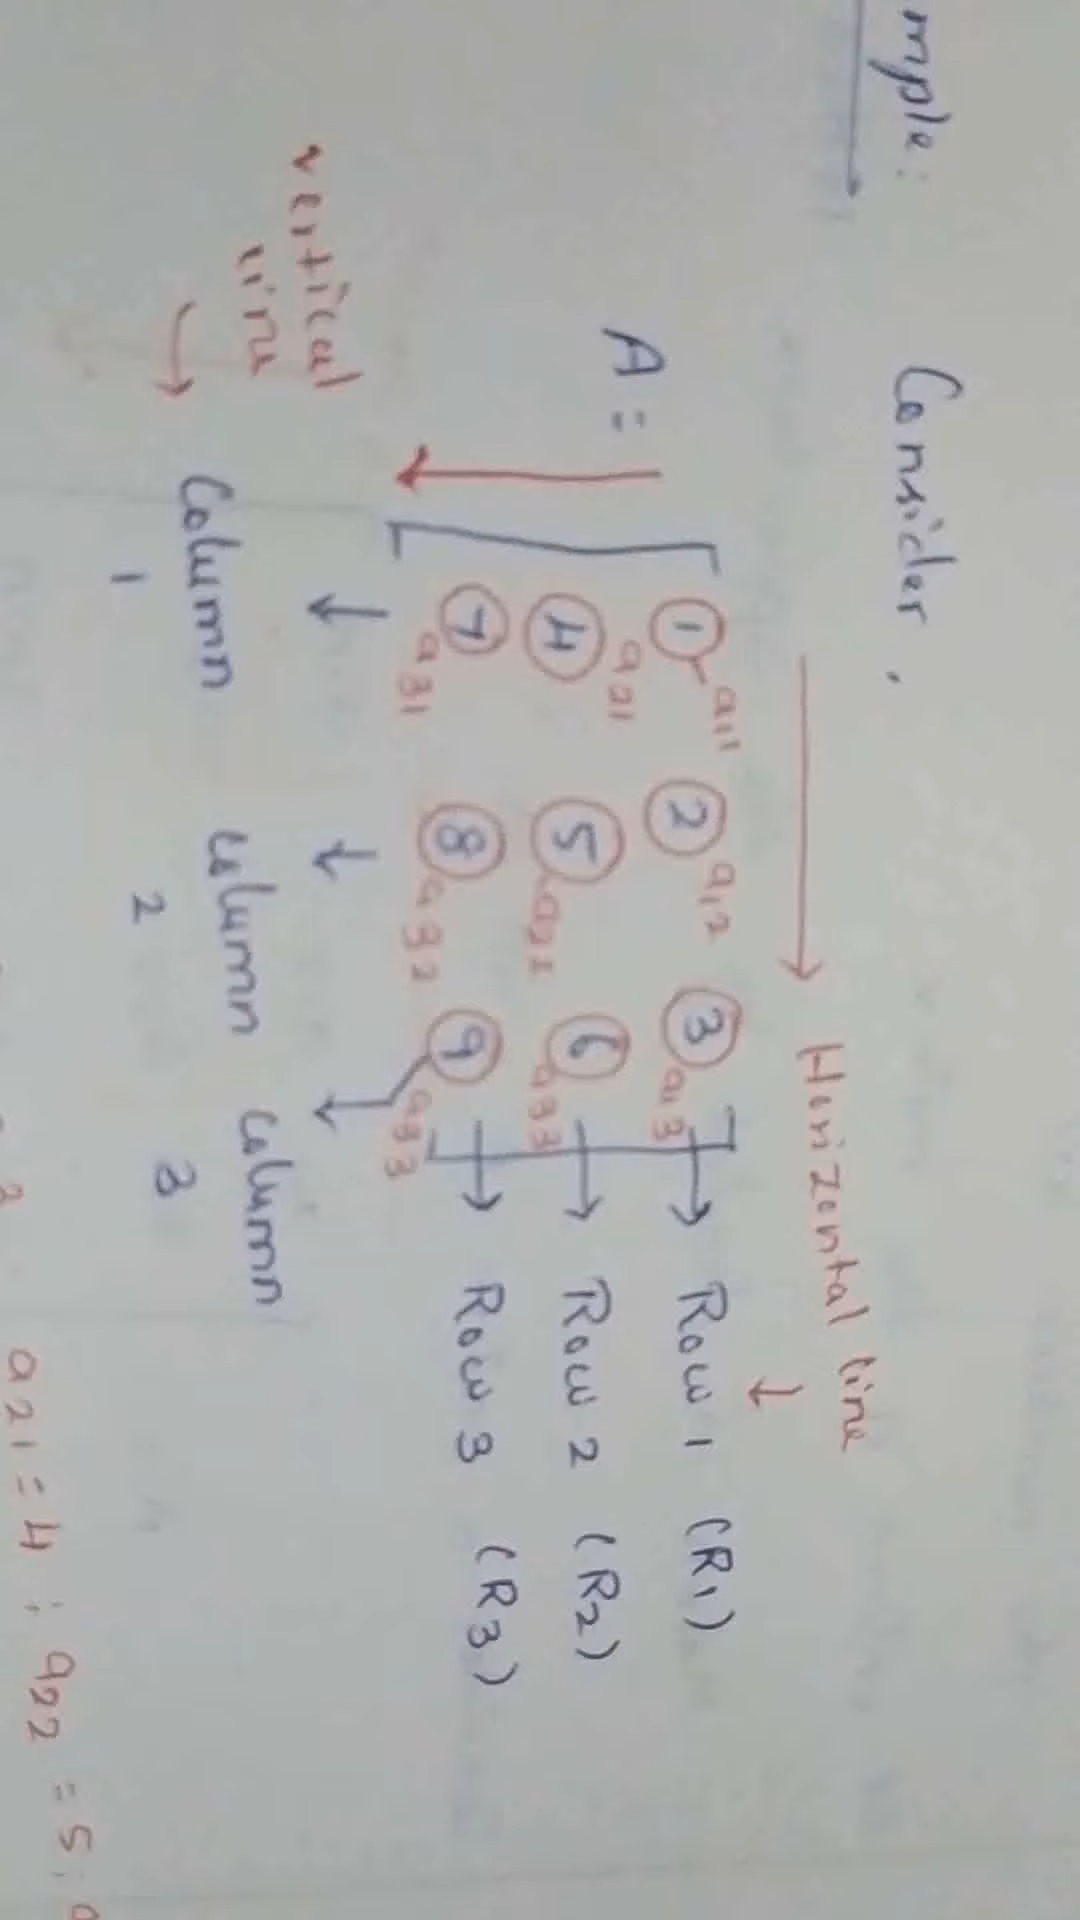 mple:
Consider,
Horizontal line
A = 1 a11 2 a12 3 a13 Row 1 (R1)
4 a21 5 a22 6 a33 Row 2 (R2)
7 a31 8 a32 9 a33 Row 3 (R3)
vertical
line
Column Column Column
1 2 3
a21 = 4 ; a22 = 5 ;